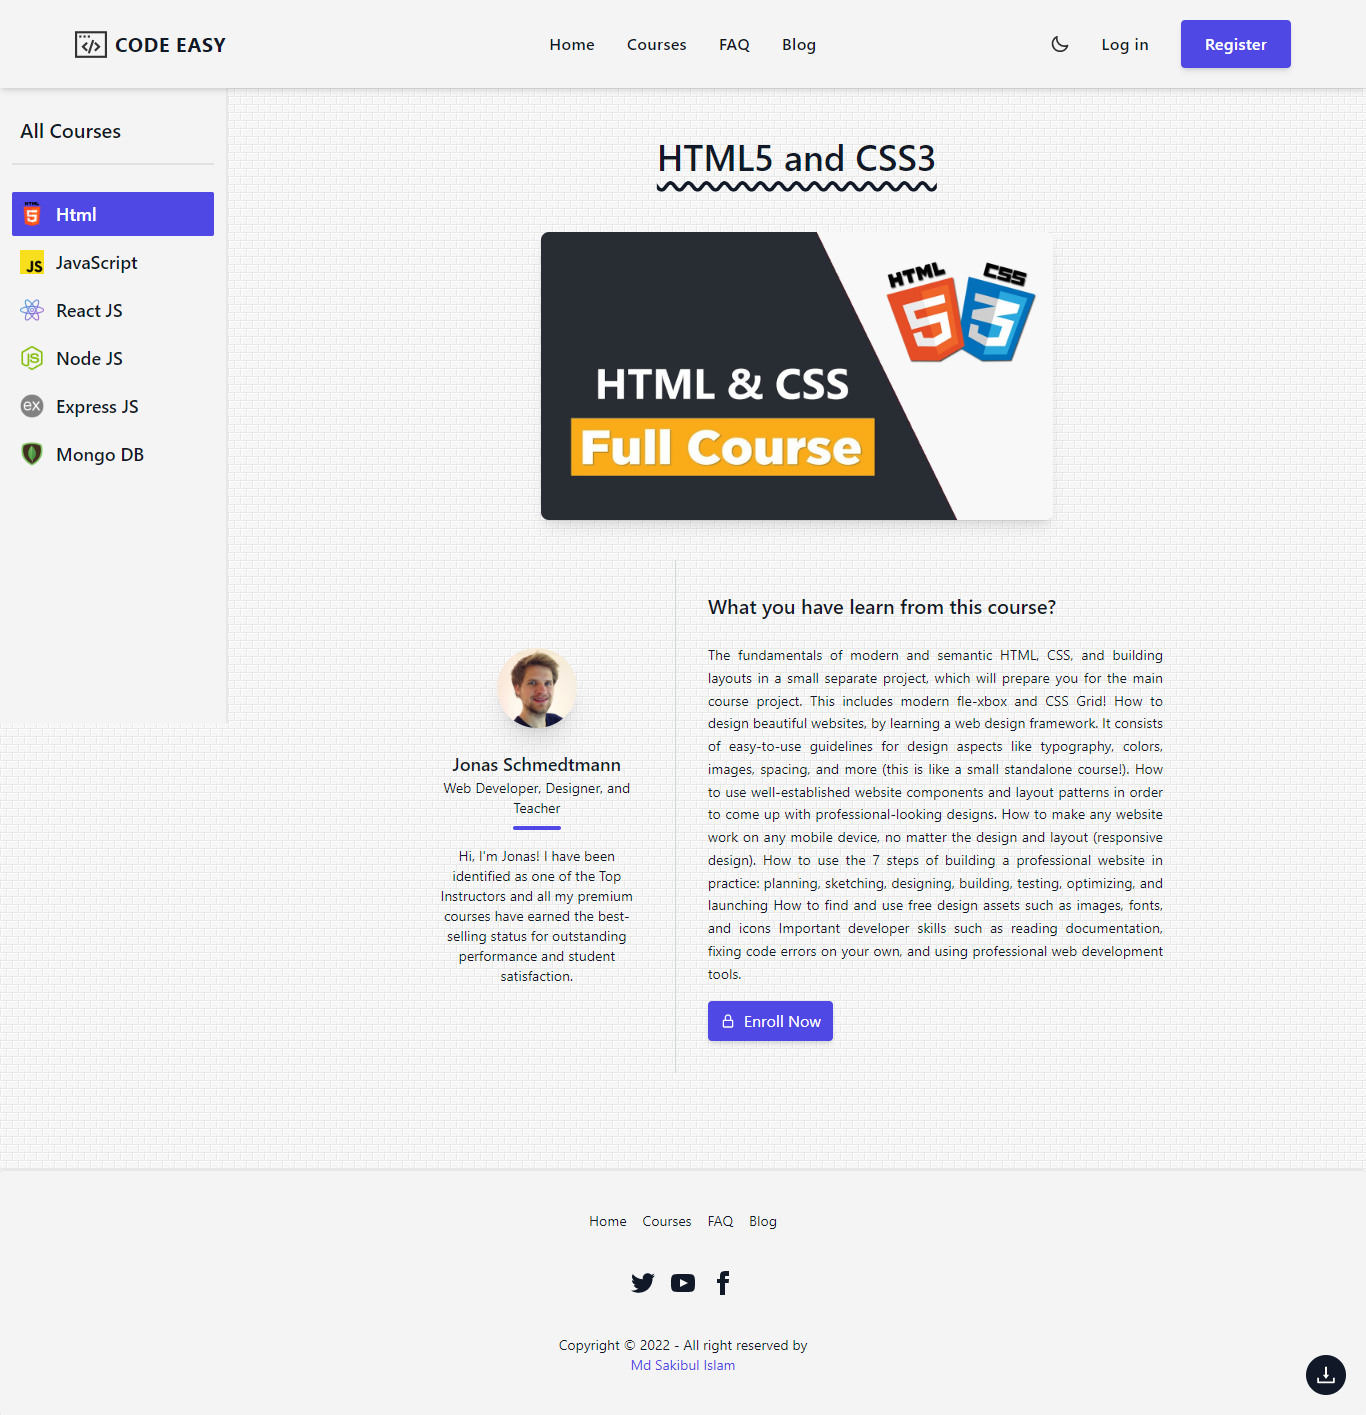 CODE EASY
Home
Courses
FAQ
Blog
Log in
Register
All Courses
Html
JavaScript
React JS
Node JS
Express JS
Mongo DB
HTML5 and CSS3
HTML
CSS
HTML & CSS
Full Course
Jonas Schmedtmann
Web Developer, Designer, and
Teacher
Hi, I'm Jonas! I have been
identified as one of the Top
Instructors and all my premium
courses have earned the best-
selling status for outstanding
performance and student
satisfaction.
What you have learn from this course?
The fundamentals of modern and semantic HTML, CSS, and building
layouts in a small separate project, which will prepare you for the main
course project. This includes modern fle-xbox and CSS Grid! How to
design beautiful websites, by learning a web design framework. It consists
of easy-to-use guidelines for design aspects like typography, colors,
images, spacing, and more (this is like a small standalone course!). How
to use well-established website components and layout patterns in order
to come up with professional-looking designs. How to make any website
work on any mobile device, no matter the design and layout (responsive
design). How to use the 7 steps of building a professional website in
practice: planning, sketching, designing, building, testing, optimizing, and
launching How to find and use free design assets such as images, fonts,
and icons Important developer skills such as reading documentation,
fixing code errors on your own, and using professional web development
tools.
Enroll Now
Home
Courses
FAQ
Blog
Copyright © 2022 - All right reserved by
Md Sakibul Islam